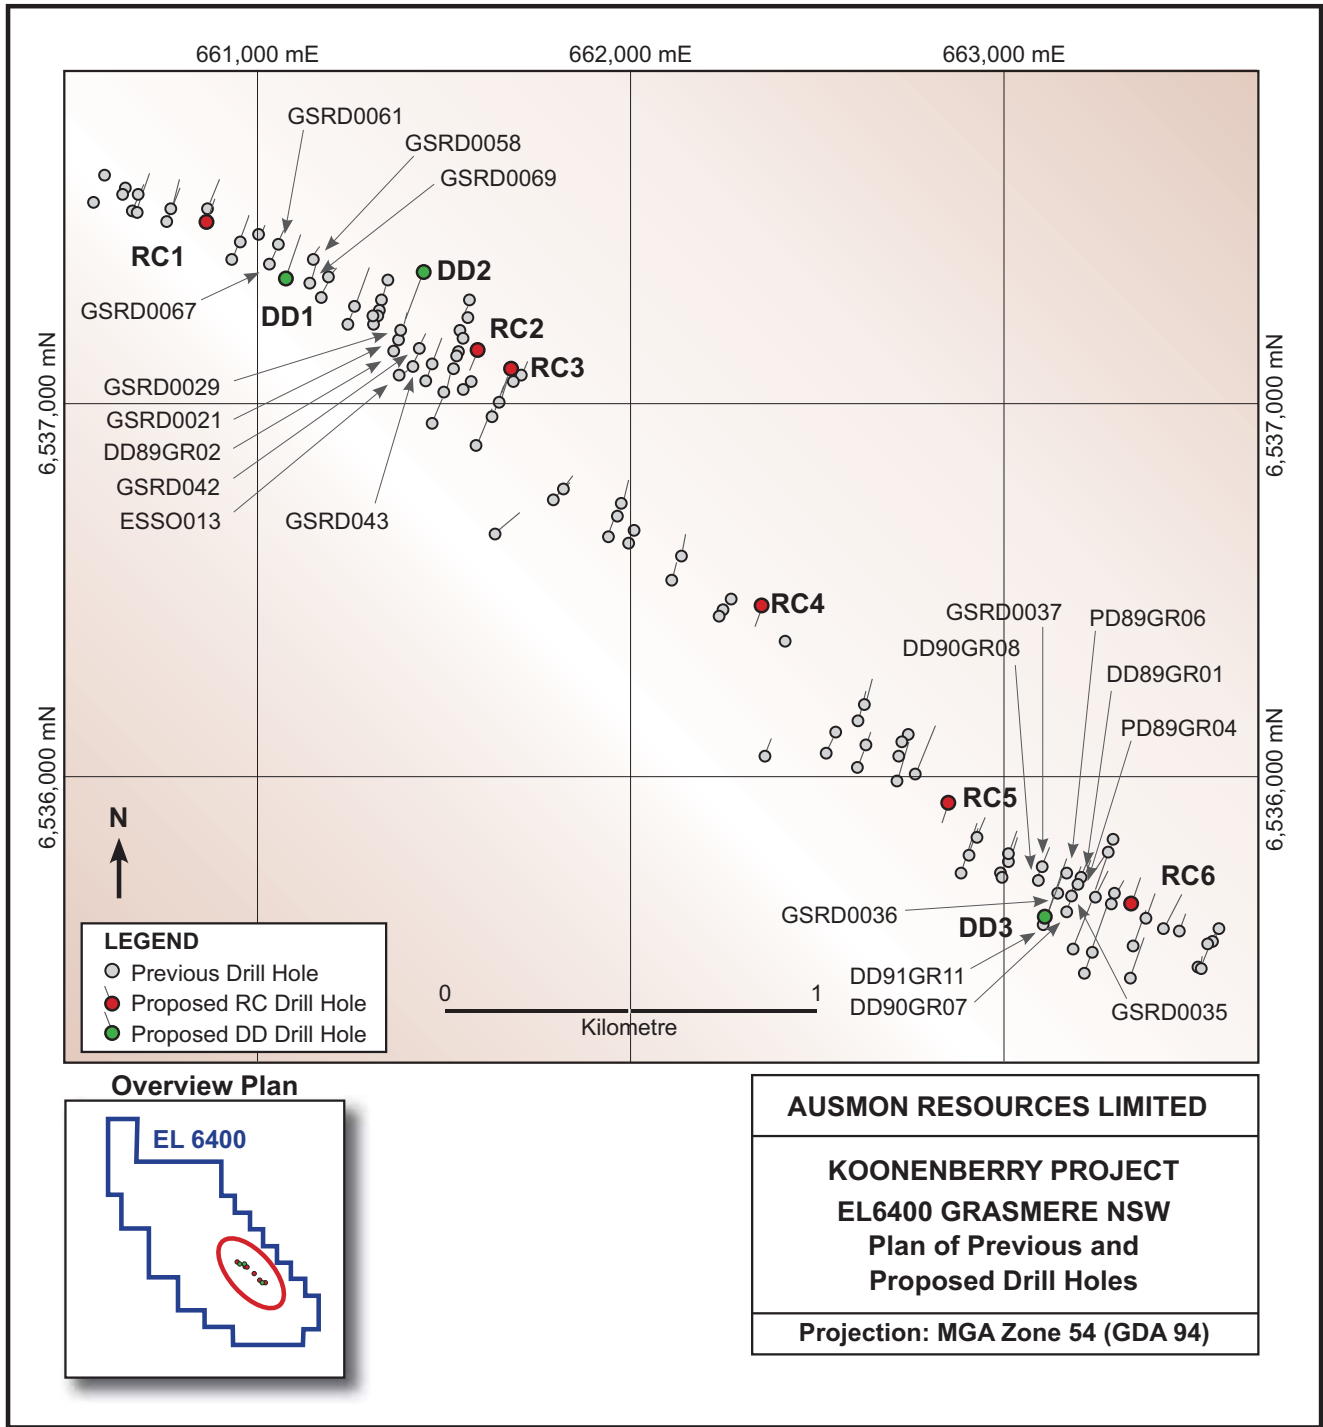 661,000 mE
662,000 mE
663,000 mE
GSRD0061
GSRD0058
GSRD0069
RC1
DD2
GSRD0067
DD1
RC2
RC3
6,537,000 mN
6,537,000 mN
GSRD0029
GSRD0021
DD89GR02
GSRD042
ESSO013
GSRD043
RC4
GSRD0037
PD89GR06
DD90GR08
DD89GR01
PD89GR04
6,536,000 mN
6,536,000 mN
RC5
N
RC6
GSRD0036
DD3
DD91GR11
DD90GR07
GSRD0035
LEGEND
Previous Drill Hole
Proposed RC Drill Hole
Proposed DD Drill Hole
0
1
Kilometre
Overview Plan
EL 6400
AUSMON RESOURCES LIMITED
KOONENBERRY PROJECT
EL6400 GRASMERE NSW
Plan of Previous and
Proposed Drill Holes
Projection: MGA Zone 54 (GDA 94)